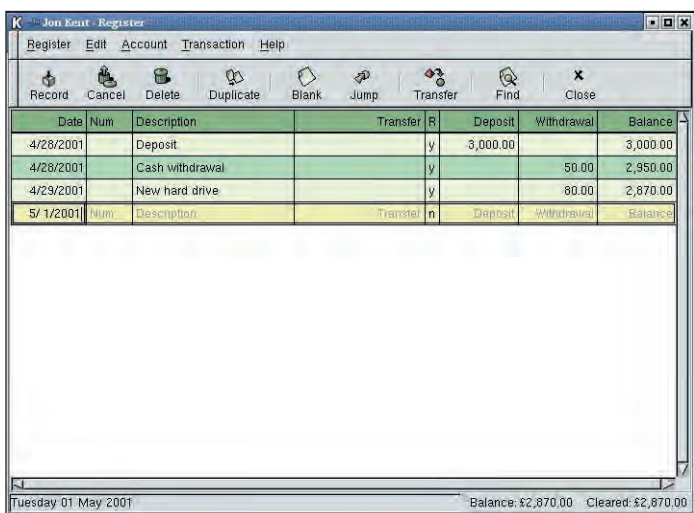 K Jon Kent - Register
Register Edit Account Transaction Help
Record Cancel Delete Duplicate Blank Jump Transfer Find Close
Date Num Description Transfer R Deposit Withdrawal Balance
4/28/2001 Deposit y 3,000.00 3,000.00
4/28/2001 Cash withdrawal y 50.00 2,950.00
4/29/2001 New hard drive y 80.00 2,870.00
5/ 1/2001 Num Description Transfer n Deposit Withdrawal Balance
Tuesday 01 May 2001 Balance: £2,870.00 Cleared: £2,870.00